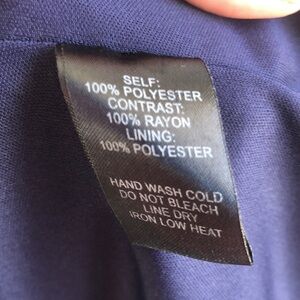 SELF:
100% POLYESTER
CONTRAST:
100% RAYON
LINING:
100% POLYESTER
HAND WASH COLD
DO NOT BLEACH
LINE DRY
IRON LOW HEAT